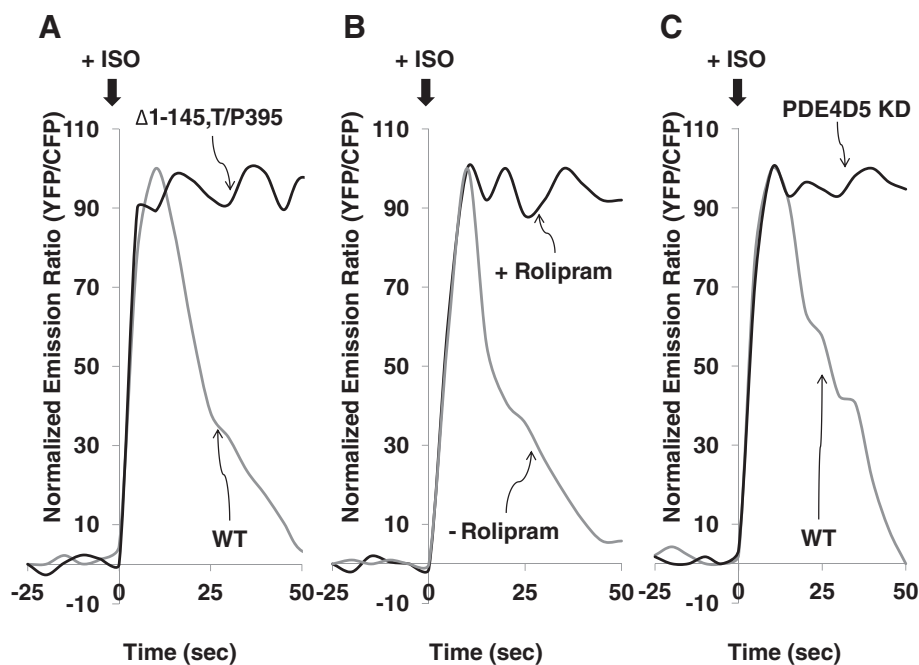 A
+ ISO
Δ1-145,T/P395
Normalized Emission Ratio (YFP/CFP)
110
90
70
50
30
10
-10
WT
-25
0
25
50
Time (sec)
B
+ ISO
Normalized Emission Ratio (YFP/CFP)
110
90
70
50
30
10
-10
+ Rolipram
- Rolipram
-25
0
25
50
Time (sec)
C
+ ISO
PDE4D5 KD
Normalized Emission Ratio (YFP/CFP)
110
90
70
50
30
10
-10
WT
-25
0
25
50
Time (sec)